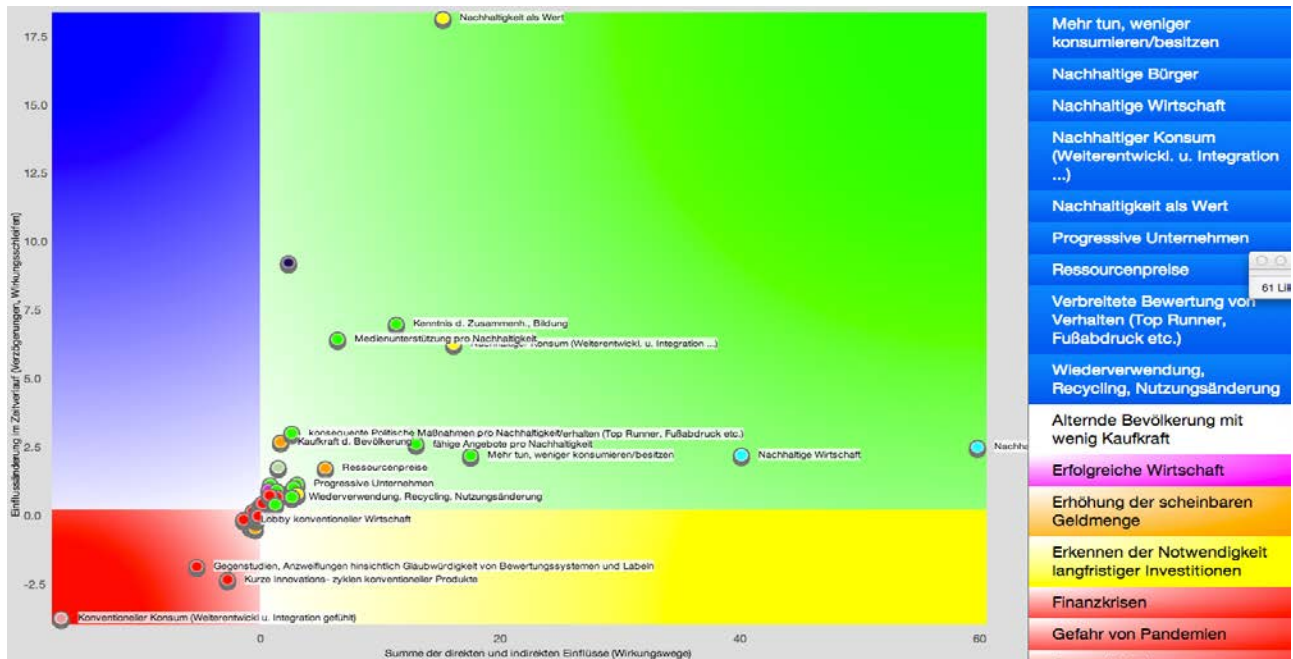 17.5
15.0
12.5
10.0
7.5
5.0
2.5
0.0
-2.5
Einflussänderung im Zeitverlauf (Verzögerungen, Wirkungsschleifen)
Nachhaltigkeit als Wert
Kenntnis d. Zusammenh., Bildung
Medienunterstützung pro Nachhaltigkeit
Nachhaltiger Konsum (Weiterentwickl. u. Integration ...)
konsequente Politische Maßnahmen pro Nachhaltigkeit
erhalten (Top Runner, Fußabdruck etc.)
Kaufkraft d. Bevölkerung
fähige Angebote pro Nachhaltigkeit
Mehr tun, weniger konsumieren/besitzen
Nachhaltige Wirtschaft
Nachha
Ressourcenpreise
Progressive Unternehmen
Wiederverwendung, Recycling, Nutzungsänderung
Lobby konventioneller Wirtschaft
Gegenstudien, Anzweiflungen hinsichtlich Glaubwürdigkeit von Bewertungssystemen und Labeln
Kurze Innovations- zyklen konventioneller Produkte
Konventioneller Konsum (Weiterentwickl u. Integration gefühlt)
0
20
40
60
Summe der direkten und indirekten Einflüsse (Wirkungswege)
Mehr tun, weniger
konsumieren/besitzen
Nachhaltige Bürger
Nachhaltige Wirtschaft
Nachhaltiger Konsum
(Weiterentwickl. u. Integration
...)
Nachhaltigkeit als Wert
Progressive Unternehmen
Ressourcenpreise
61 Lik
Verbreitete Bewertung von
Verhalten (Top Runner,
Fußabdruck etc.)
Wiederverwendung,
Recycling, Nutzungsänderung
Alternde Bevölkerung mit
wenig Kaufkraft
Erfolgreiche Wirtschaft
Erhöhung der scheinbaren
Geldmenge
Erkennen der Notwendigkeit
langfristiger Investitionen
Finanzkrisen
Gefahr von Pandemien